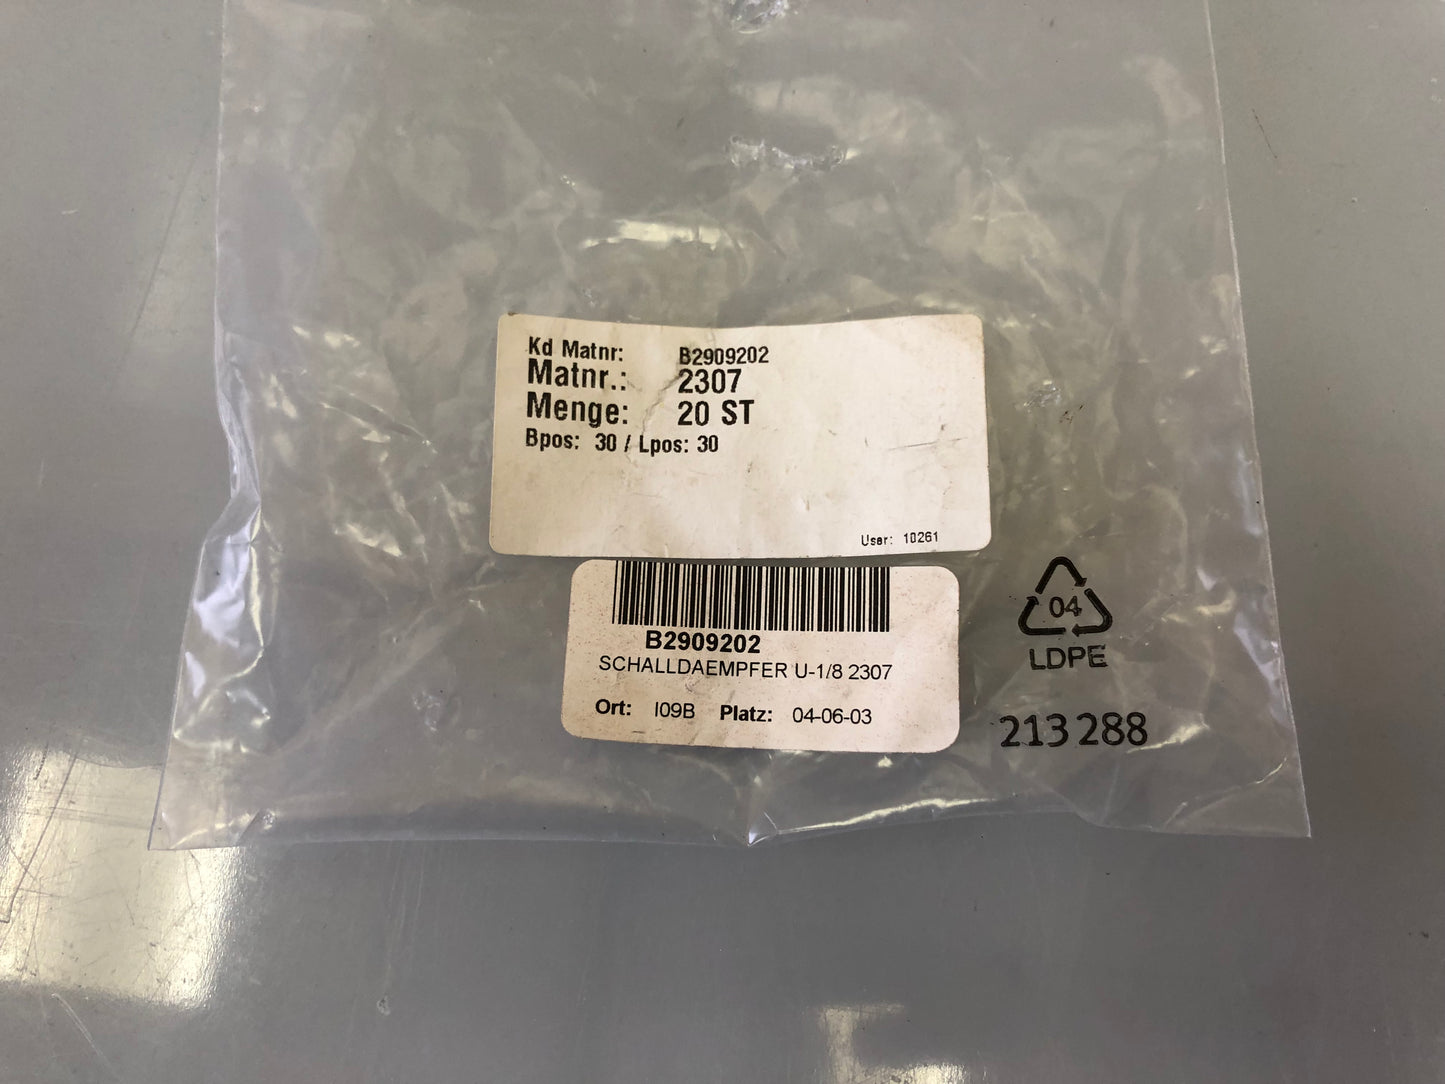 Kd Matnr: B2909202
Matnr.: 2307
Menge: 20 ST
Bpos: 30 / Lpos: 30
User: 10261
B2909202
SCHALLDAEMPFER U-1/8 2307
Ort: I09B Platz: 04-06-03
04
LDPE
213 288